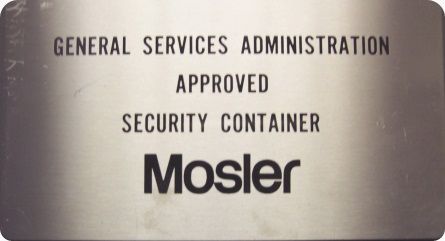 GENERAL SERVICES ADMINISTRATION
APPROVED
SECURITY CONTAINER
Mosler